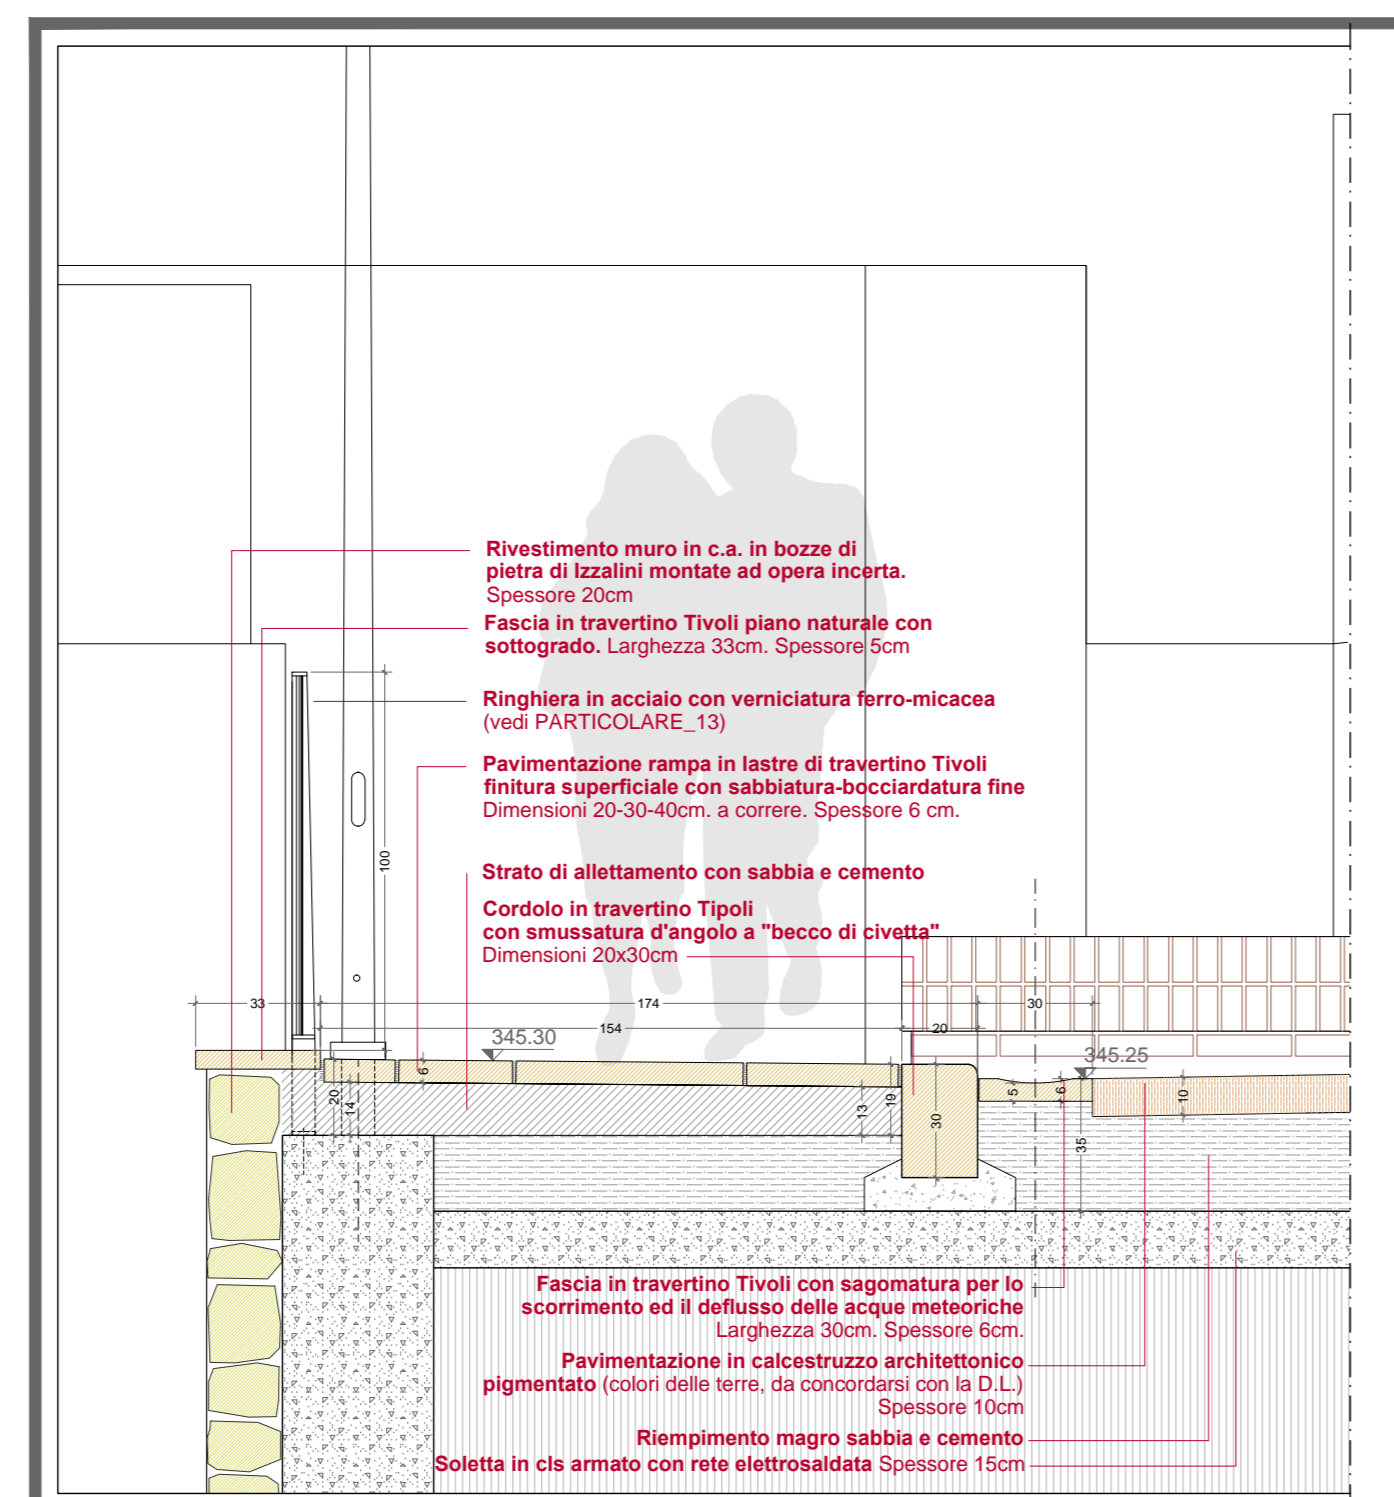 Rivestimento muro in c.a. in bozze di
pietra di Izzalini montate ad opera incerta.
Spessore 20cm
Fascia in travertino Tivoli piano naturale con
sottogrado. Larghezza 33cm. Spessore 5cm
Ringhiera in acciaio con verniciatura ferro-micacea
(vedi PARTICOLARE_13)
Pavimentazione rampa in lastre di travertino Tivoli
finitura superficiale con sabbiatura-bocciardatura fine
Dimensioni 20-30-40cm. a correre. Spessore 6 cm.
100
Strato di allettamento con sabbia e cemento
Cordolo in travertino Tipoli
con smussatura d'angolo a "becco di civetta"
Dimensioni 20x30cm
33
174
30
154
20
345.30
345.25
6
20
14
13
19
30
5
6
10
35
Fascia in travertino Tivoli con sagomatura per lo
scorrimento ed il deflusso delle acque meteoriche
Larghezza 30cm. Spessore 6cm.
Pavimentazione in calcestruzzo architettonico
pigmentato (colori delle terre, da concordarsi con la D.L.)
Spessore 10cm
Riempimento magro sabbia e cemento
Soletta in cls armato con rete elettrosaldata Spessore 15cm